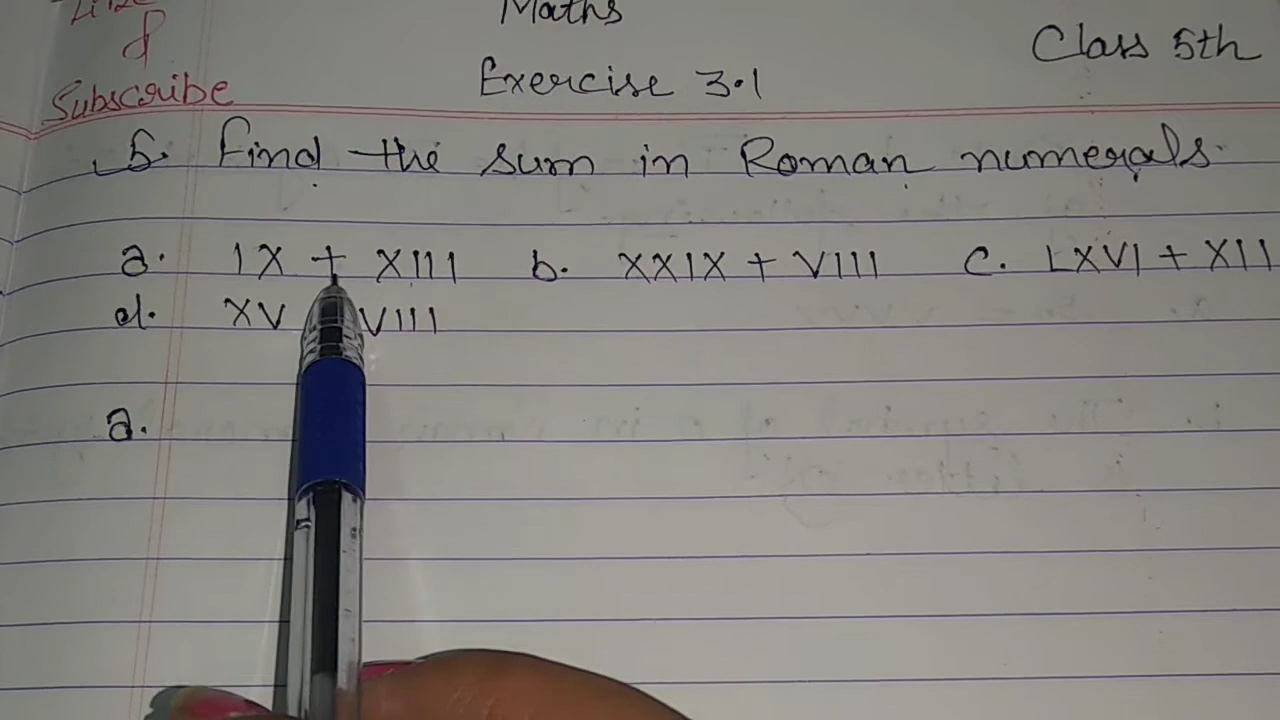 Maths
Class 5th
&
Subscribe
Exercise 3.1
5. Find the sum in Roman numerals.
a. IX + XIII b. XXIX + VIII c. LXVI + XII
d. XV VIII
a.